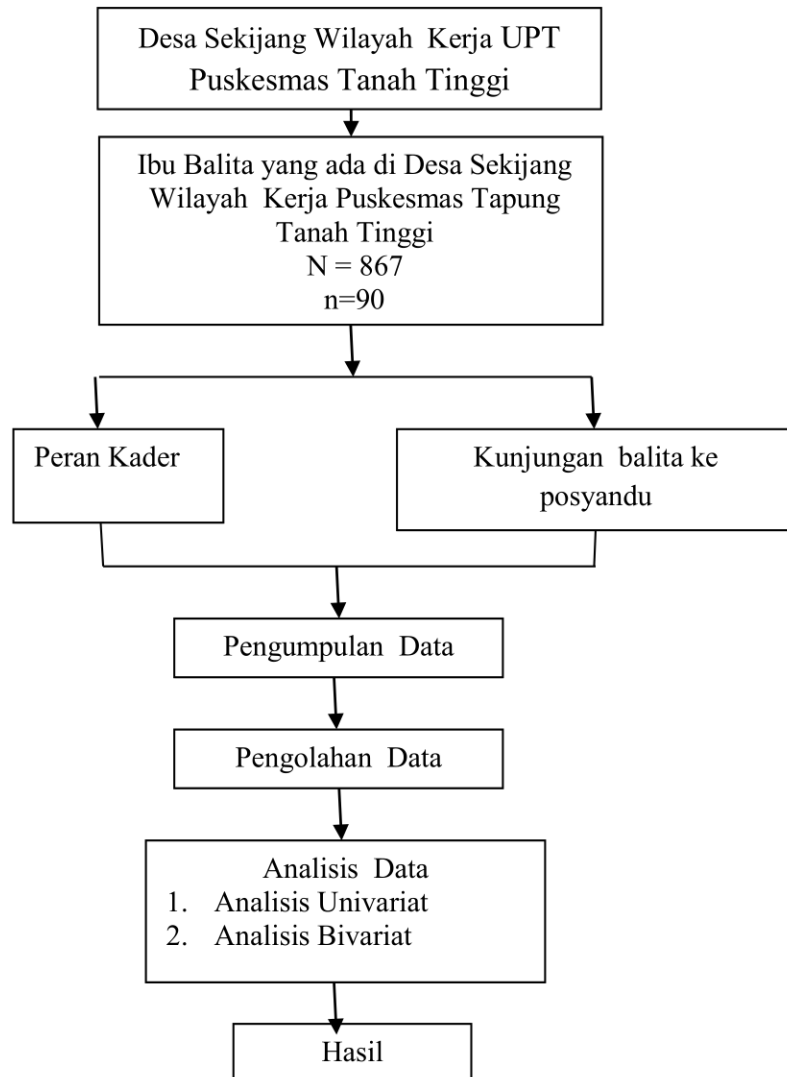 Desa Sekijang Wilayah Kerja UPT
Puskesmas Tanah Tinggi
Ibu Balita yang ada di Desa Sekijang
Wilayah Kerja Puskesmas Tapung
Tanah Tinggi
N = 867
n=90
Peran Kader
Kunjungan balita ke
posyandu
Pengumpulan Data
Pengolahan Data
Analisis Data
1. Analisis Univariat
2. Analisis Bivariat
Hasil